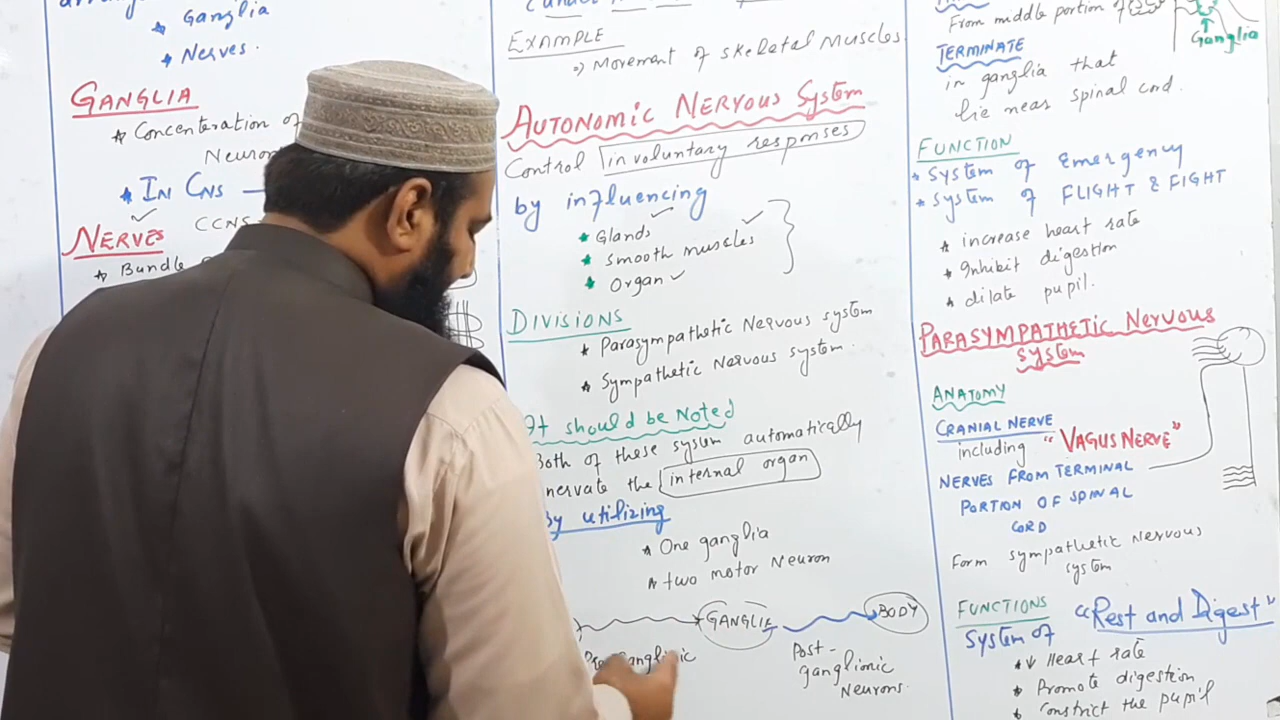 Ganglia
Nerves.
GANGLIA
Concenteration of
Neuron
IN CNS —
CCNS
NERVES
Bundle
EXAMPLE
Movement of skeletal Muscles.
AUTONOMIC NERVOUS System
Control involuntary responses
by influencing
Glands
Smooth muscles
Organ
DIVISIONS
Parasympathetic Nervous system
Sympathetic Nervous system.
It should be Noted
Both of these system automatically
nervate the internal organ
By utilizing
One ganglia
two motor Neuron
GANGLIA
BODY
Post-
ganglionic
Neurons.
From middle portion of
Ganglia
TERMINATE
in ganglia that
lie near spinal cord.
FUNCTION
System of Emergency
System of FLIGHT & FIGHT
increase heart rate
Inhibit digestion
dilate pupil.
PARASYMPATHETIC Nervous
system
ANATOMY
CRANIAL NERVE
including "VAGUS NERVE"
NERVES FROM TERMINAL
PORTION OF SPINAL
CORD
Form sympathetic nervous
system
FUNCTIONS
System of "Rest and Digest"
↓ Heart rate
Promote digestion
Constrict the pupil